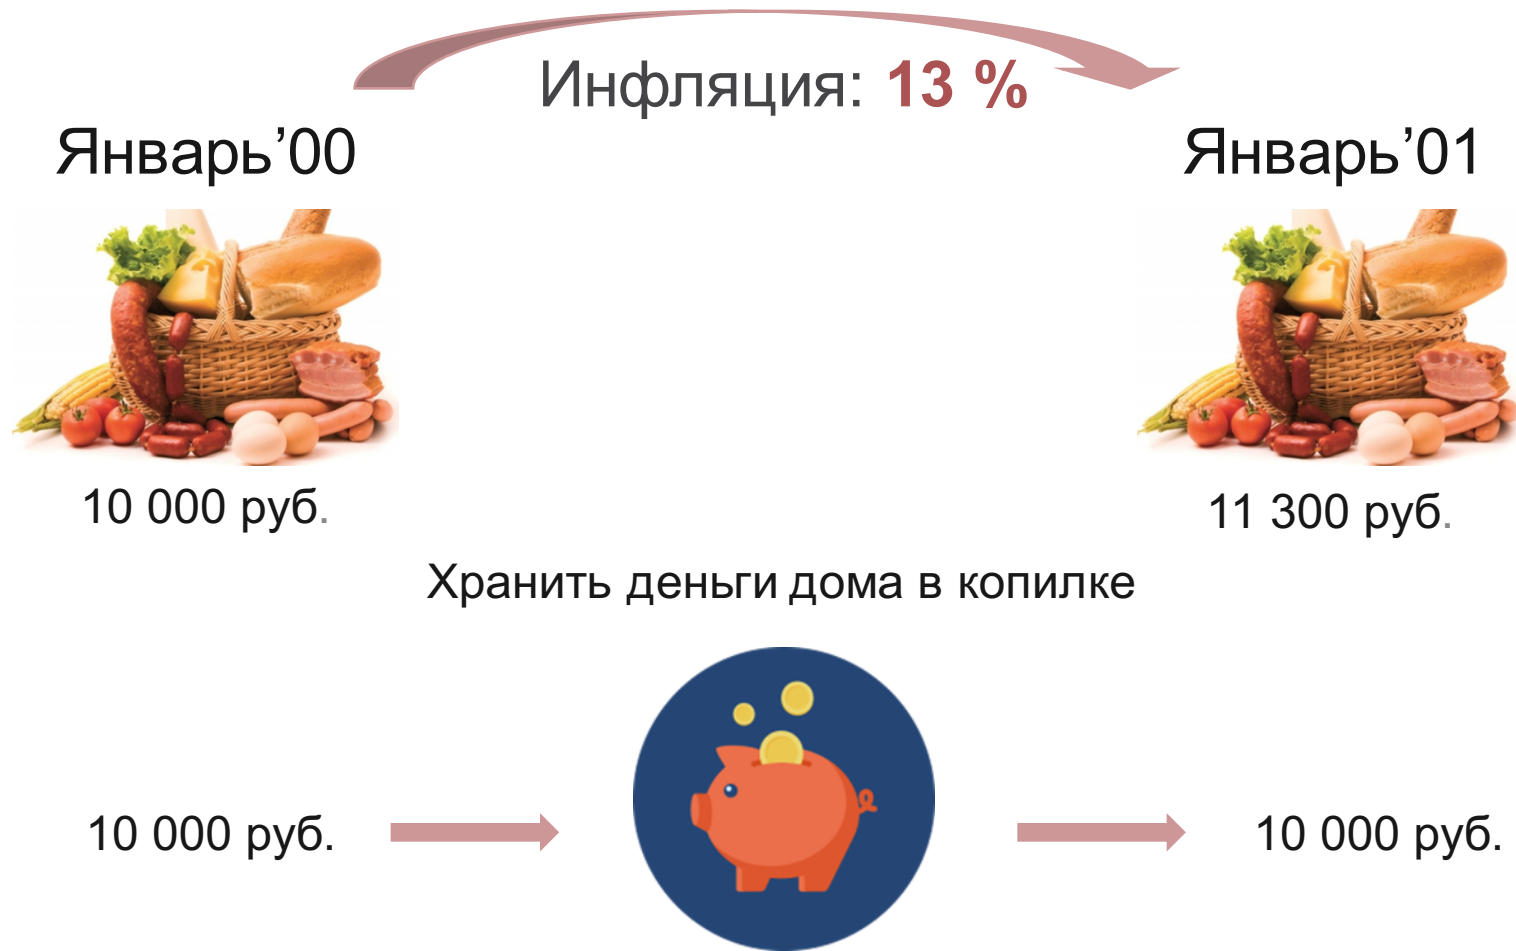 Инфляция: 13 %
Январь’00
Январь’01
10 000 руб.
11 300 руб.
Хранить деньги дома в копилке
10 000 руб.
10 000 руб.